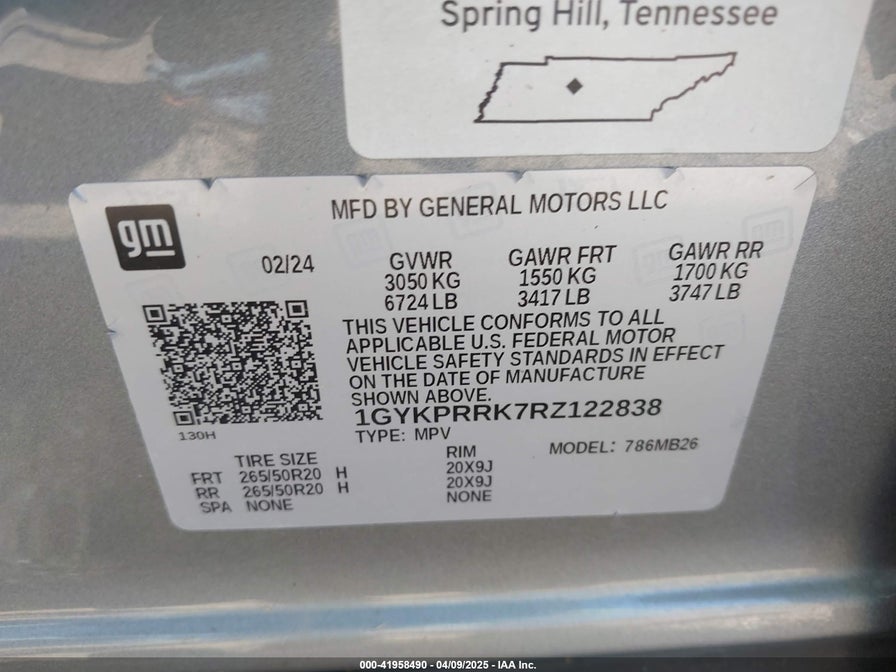 Spring Hill, Tennessee
gm
MFD BY GENERAL MOTORS LLC
02/24
GVWR
3050 KG
6724 LB
GAWR FRT
1550 KG
3417 LB
GAWR RR
1700 KG
3747 LB
THIS VEHICLE CONFORMS TO ALL
APPLICABLE U.S. FEDERAL MOTOR
VEHICLE SAFETY STANDARDS IN EFFECT
ON THE DATE OF MANUFACTURE
SHOWN ABOVE.
1GYKPRRK7RZ122838
TYPE: MPV
MODEL: 786MB26
130H
TIRE SIZE
RIM
FRT 265/50R20 H 20X9J
RR 265/50R20 H 20X9J
SPA NONE NONE
000-41958490 - 04/09/2025 - IAA Inc.